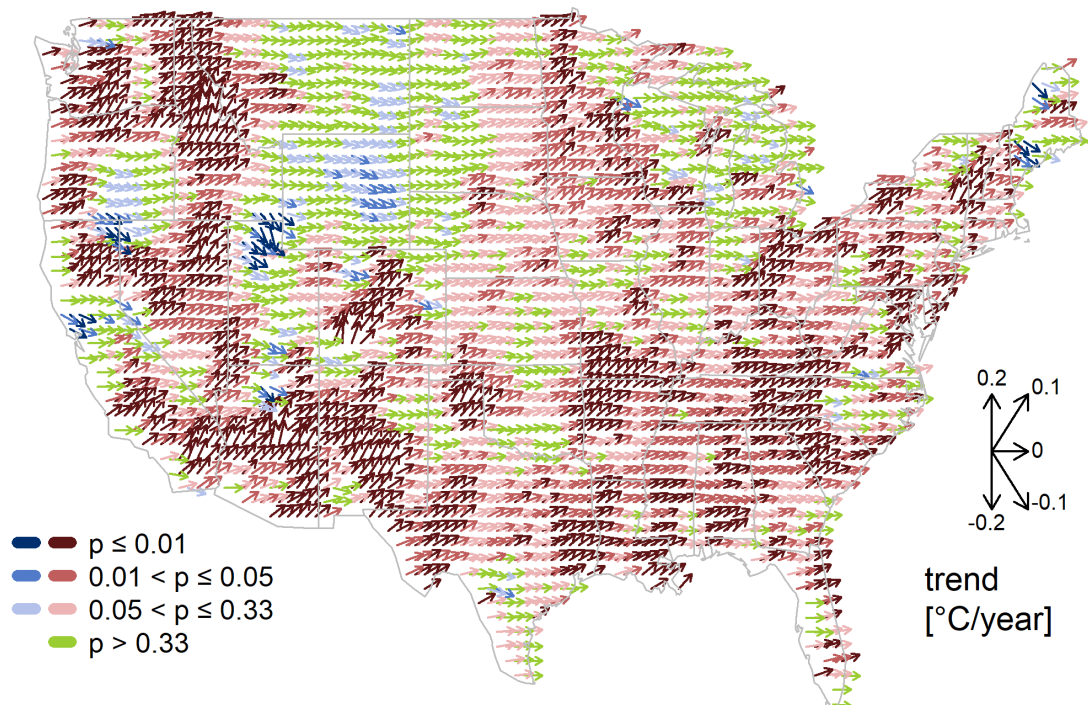 0.2
0.1
0
-0.1
-0.2
p ≤ 0.01
0.01 < p ≤ 0.05
0.05 < p ≤ 0.33
p > 0.33
trend
[°C/year]